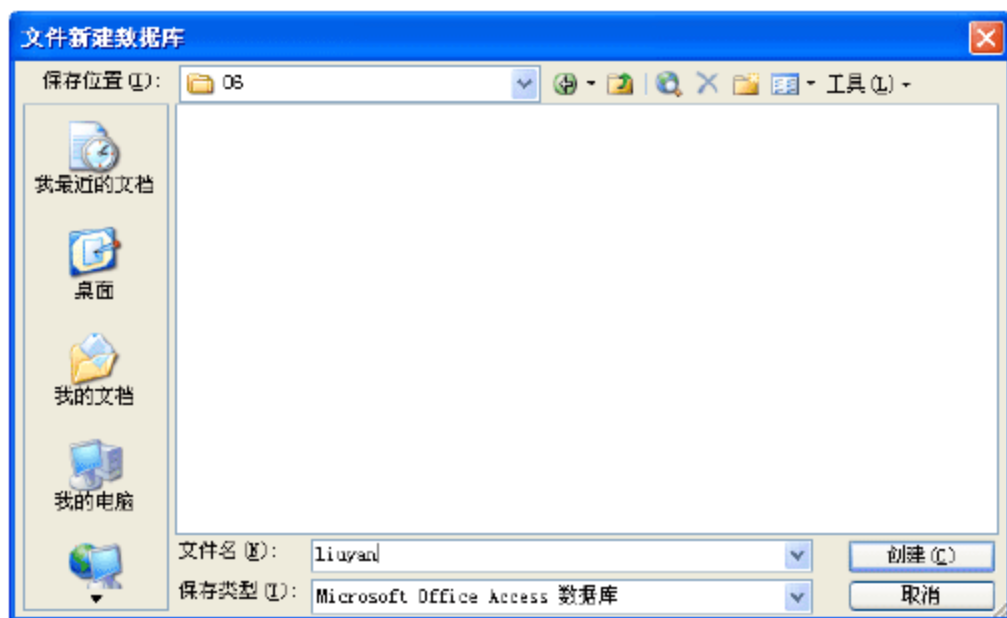 文件新建数据库
保存位置(I): 06 工具(L)
我最近的文档
桌面
我的文档
我的电脑
文件名(N): liuyan 创建(C)
保存类型(T): Microsoft Office Access 数据库 取消